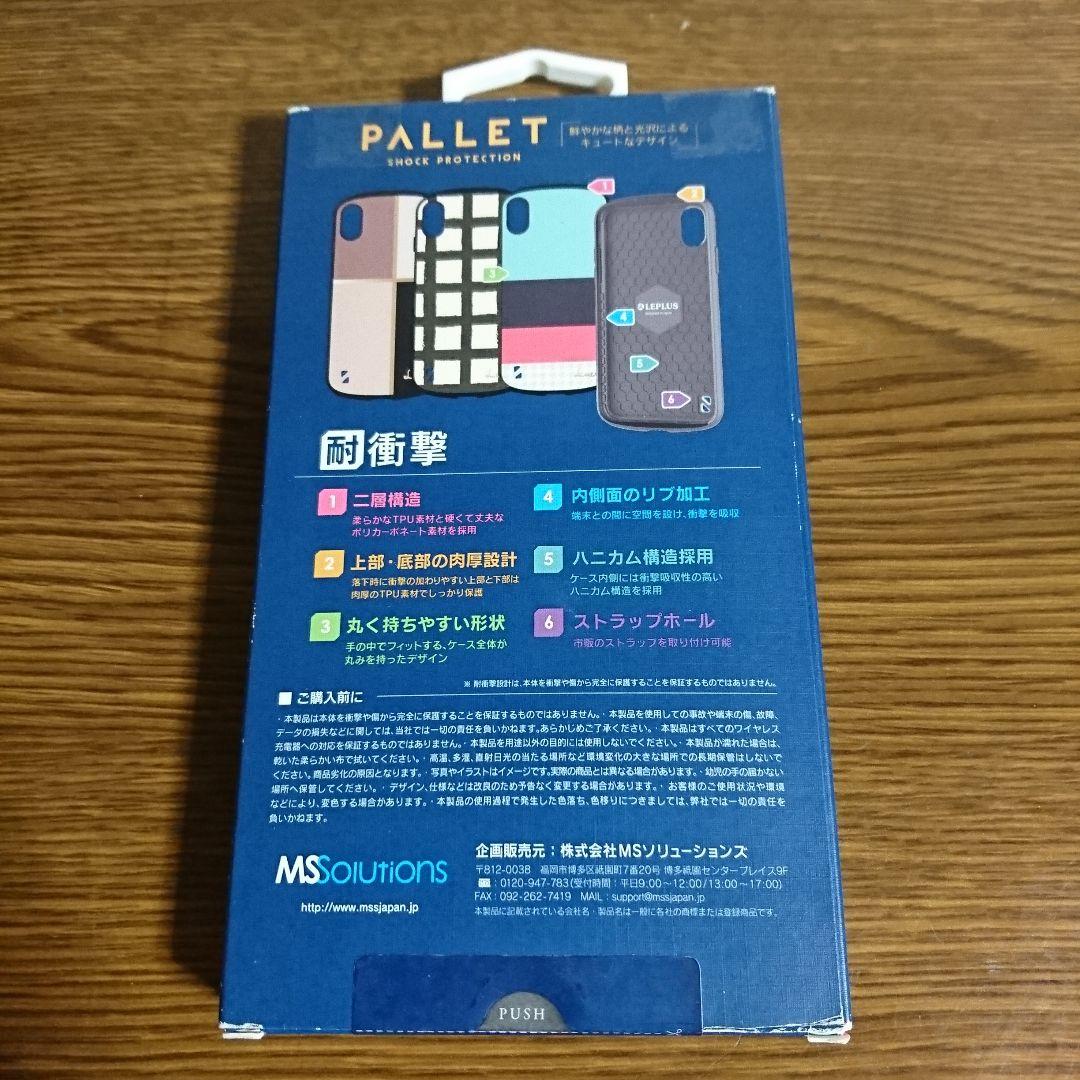 PALLET
SHOCK PROTECTION
鮮やかな柄と光沢による
キュートなデザイン
1
2
3
4
5
6
LEPLUS
耐衝撃
1 二層構造
柔らかなTPU素材と硬くて丈夫な
ポリカーボネート素材を採用
2 上部・底部の肉厚設計
落下時に衝撃の加わりやすい上部と下部は
肉厚のTPU素材でしっかり保護
3 丸く持ちやすい形状
手の中でフィットする、ケース全体が
丸みを持ったデザイン
4 内側面のリブ加工
端末との間に空間を設け、衝撃を吸収
5 ハニカム構造採用
ケース内側には衝撃吸収性の高い
ハニカム構造を採用
6 ストラップホール
市販のストラップを取り付け可能
※ 耐衝撃設計は、本体を衝撃や傷から完全に保護することを保証するものではありません。
■ ご購入前に
・本製品は本体を衝撃や傷から完全に保護することを保証するものではありません。・本製品を使用しての事故や端末の傷、故障、
データの損失などに関しては、当社では一切の責任を負いかねます。あらかじめご了承ください。・本製品はすべてのワイヤレス
充電器への対応を保証するものではありません。・本製品を用途以外の目的には使用しないでください。・本製品が濡れた場合は、
乾いた柔らかい布で拭いてください。・高温、多湿、直射日光の当たる場所など環境変化の大きな場所での長期保管はしないで
ください。商品劣化の原因となります。・写真やイラストはイメージです。実際の商品とは異なる場合があります。・幼児の手の届かない
場所へ保管してください。・デザイン、仕様などは改良のため予告なく変更する場合があります。・お客様のご使用状況や環境
などにより、変色する場合があります。・本製品の使用過程で発生した色落ち、色移りにつきましては、弊社では一切の責任を
負いかねます。
MSSolutions
http://www.mssjapan.jp
企画販売元：株式会社MSソリューションズ
〒812-0038 福岡市博多区祇園町7番20号 博多祇園センタープレイス9F
：0120-947-783(受付時間：平日9:00～12:00/13:00～17:00)
FAX：092-262-7419 MAIL：support@mssjapan.jp
本製品に記載されている会社名・製品名は一般に各社の商標または登録商品です。
PUSH